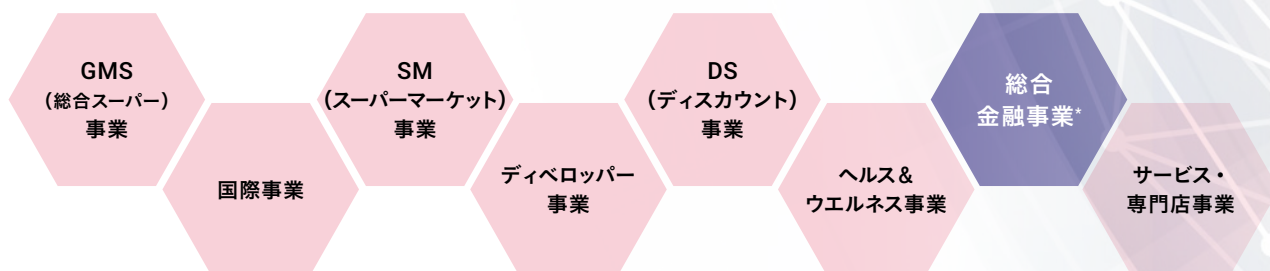 GMS
（総合スーパー）
事業
国際事業
SM
（スーパーマーケット）
事業
ディベロッパー
事業
DS
（ディスカウント）
事業
ヘルス＆
ウエルネス事業
総合
金融事業*
サービス・
専門店事業